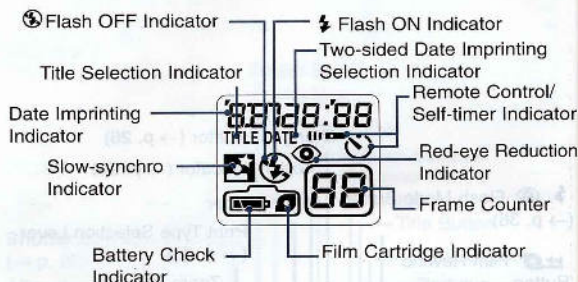 Flash OFF Indicator
Flash ON Indicator
Two-sided Date Imprinting
Selection Indicator
Title Selection Indicator
Remote Control/
Self-timer Indicator
Date Imprinting
Indicator
TITLE DATE
Slow-synchro
Indicator
Red-eye Reduction
Indicator
88
Frame Counter
Battery Check
Indicator
Film Cartridge Indicator